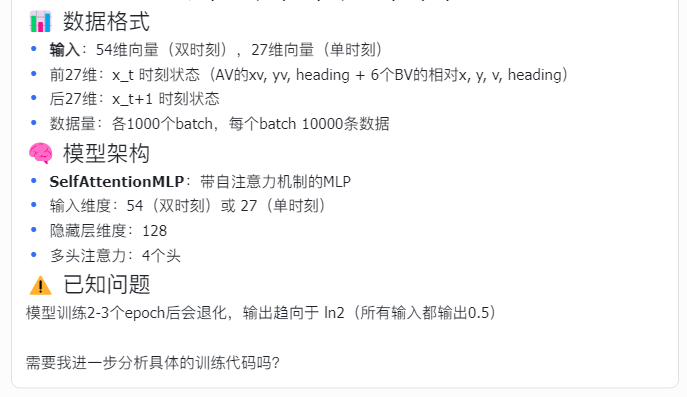 📊 数据格式
• 输入：54维向量（双时刻），27维向量（单时刻）
• 前27维：x_t 时刻状态（AV的xv, yv, heading + 6个BV的相对x, y, v, heading）
• 后27维：x_t+1 时刻状态
• 数据量：各1000个batch，每个batch 10000条数据
🧠 模型架构
• SelfAttentionMLP：带自注意力机制的MLP
• 输入维度：54（双时刻）或 27（单时刻）
• 隐藏层维度：128
• 多头注意力：4个头
⚠️ 已知问题
模型训练2-3个epoch后会退化，输出趋向于 ln2（所有输入都输出0.5）
需要我进一步分析具体的训练代码吗？